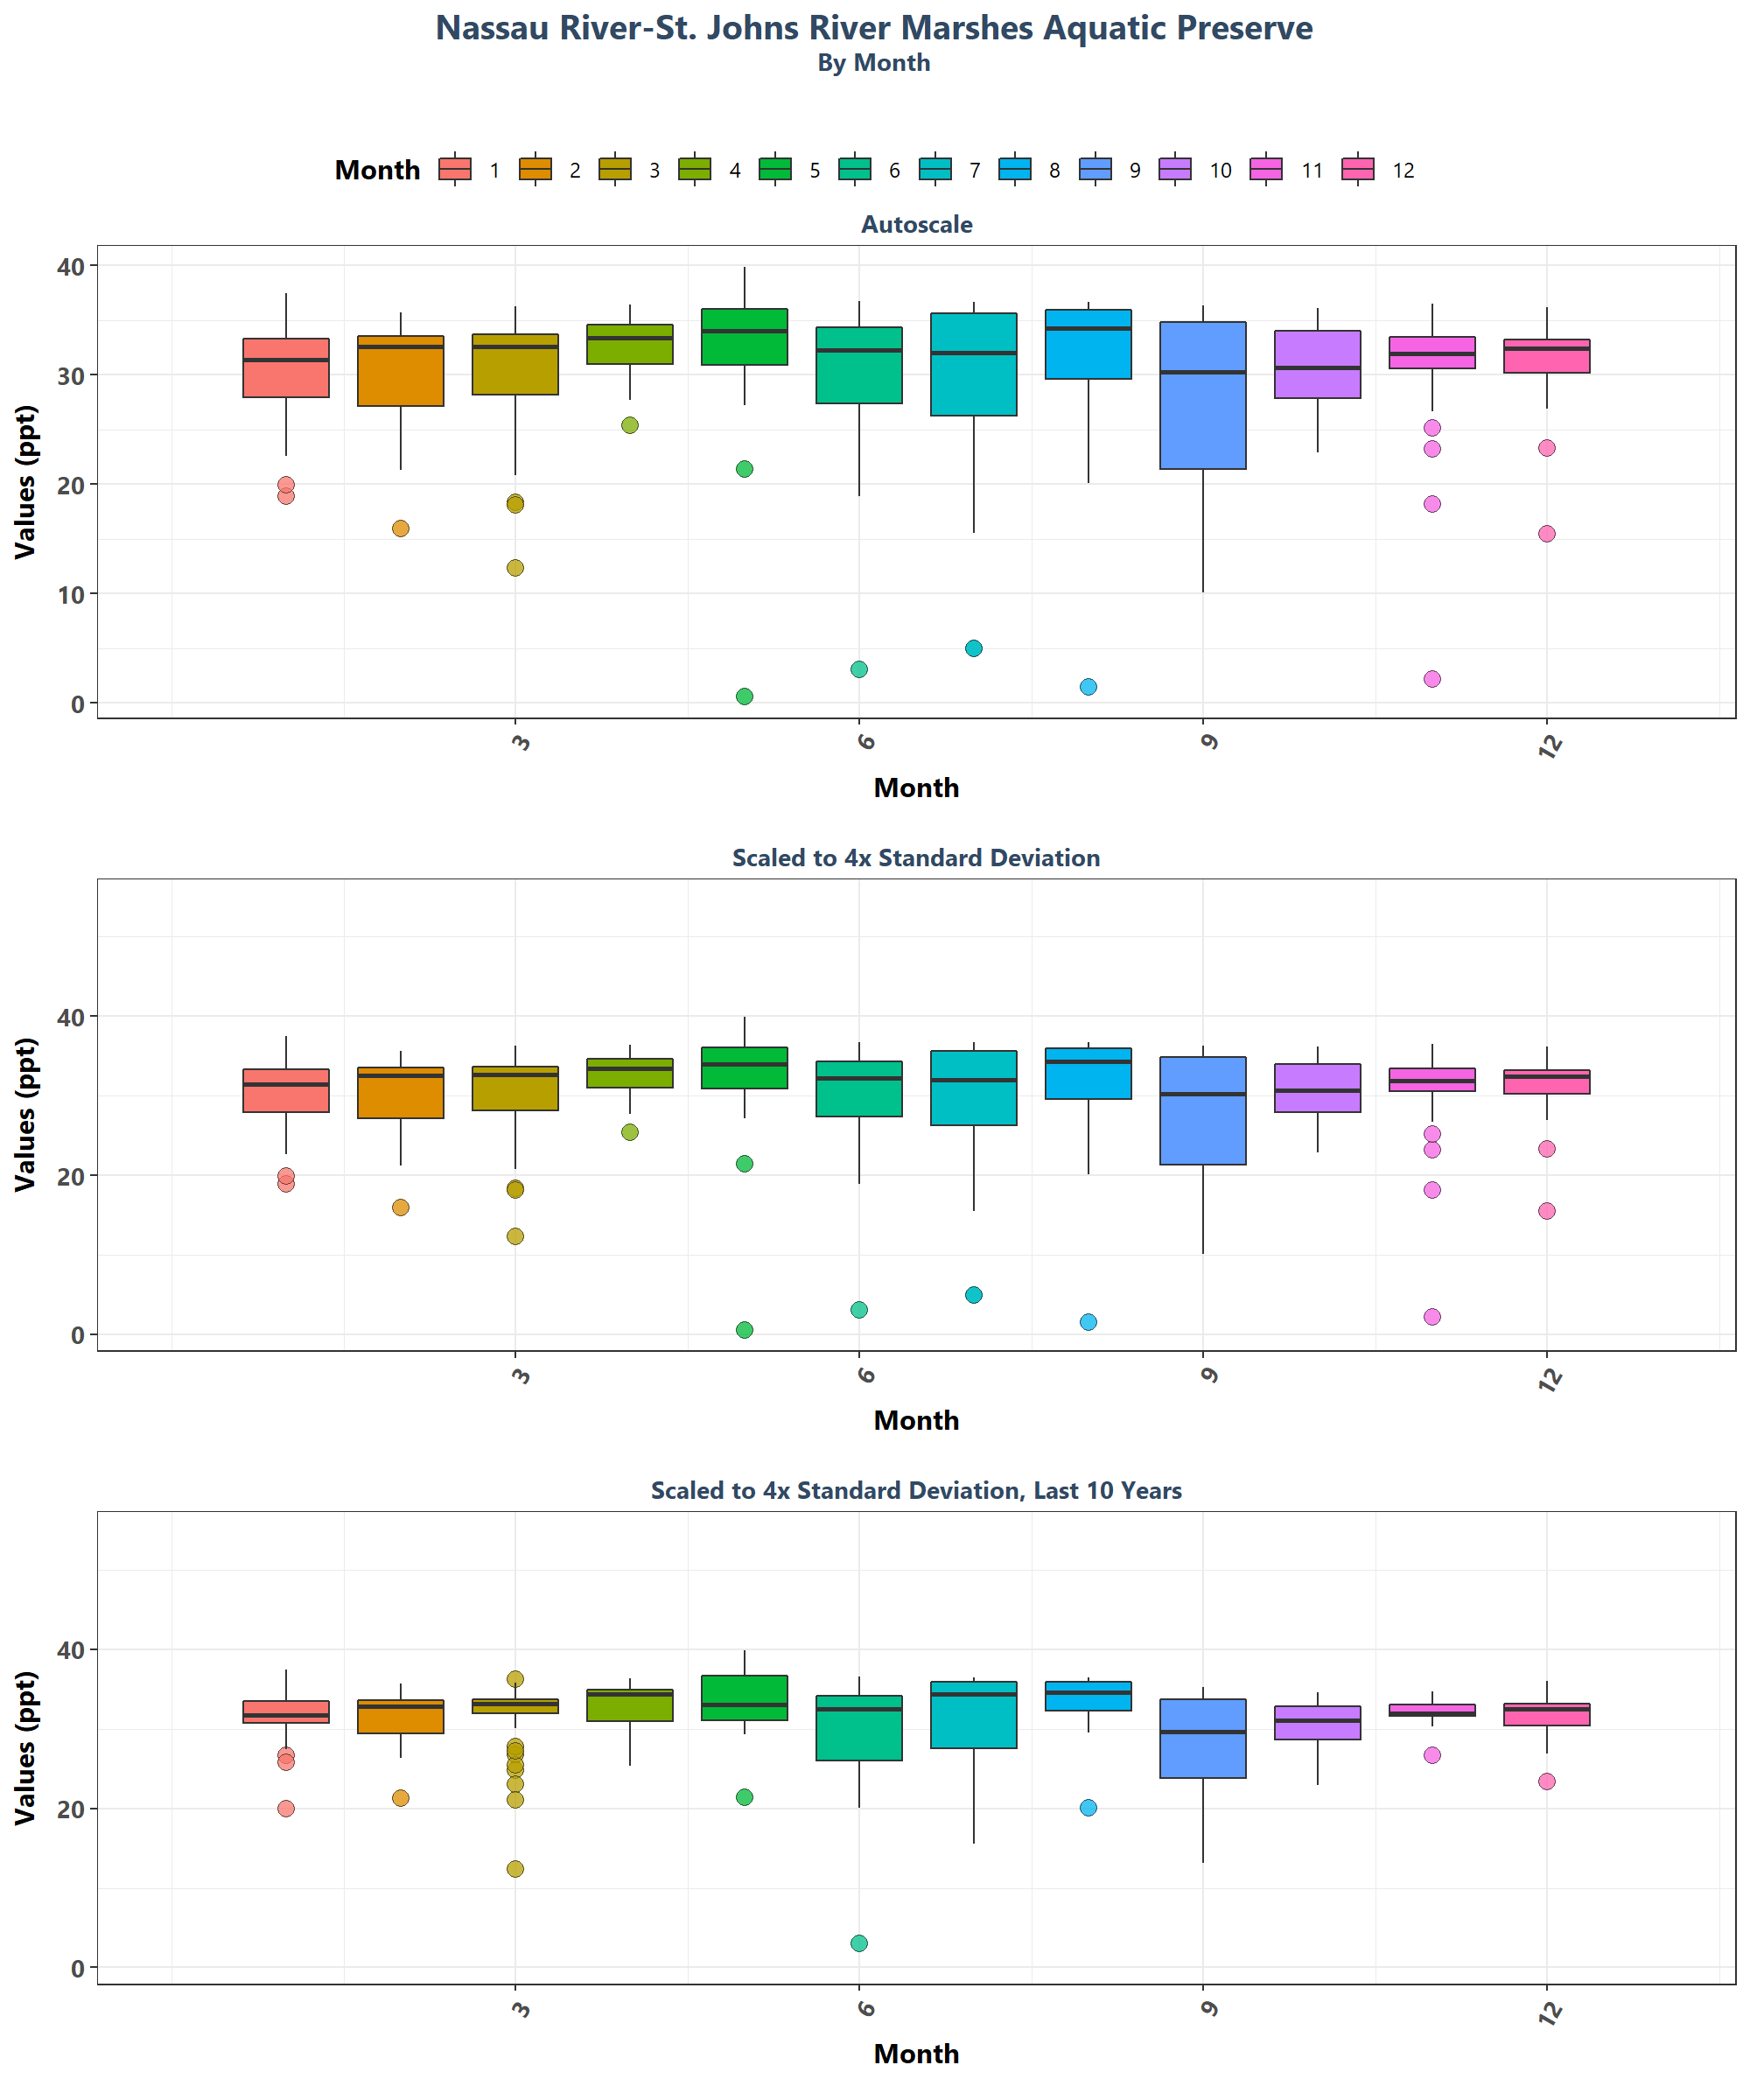 Nassau River-St. Johns River Marshes Aquatic Preserve
By Month
Month 1 2 3 4 5 6 7 8 9 10 11 12
Autoscale
Values (ppt)
40
30
20
10
0
3 6 9 12
Month
Scaled to 4x Standard Deviation
Values (ppt)
40
20
0
3 6 9 12
Month
Scaled to 4x Standard Deviation, Last 10 Years
Values (ppt)
40
20
0
3 6 9 12
Month